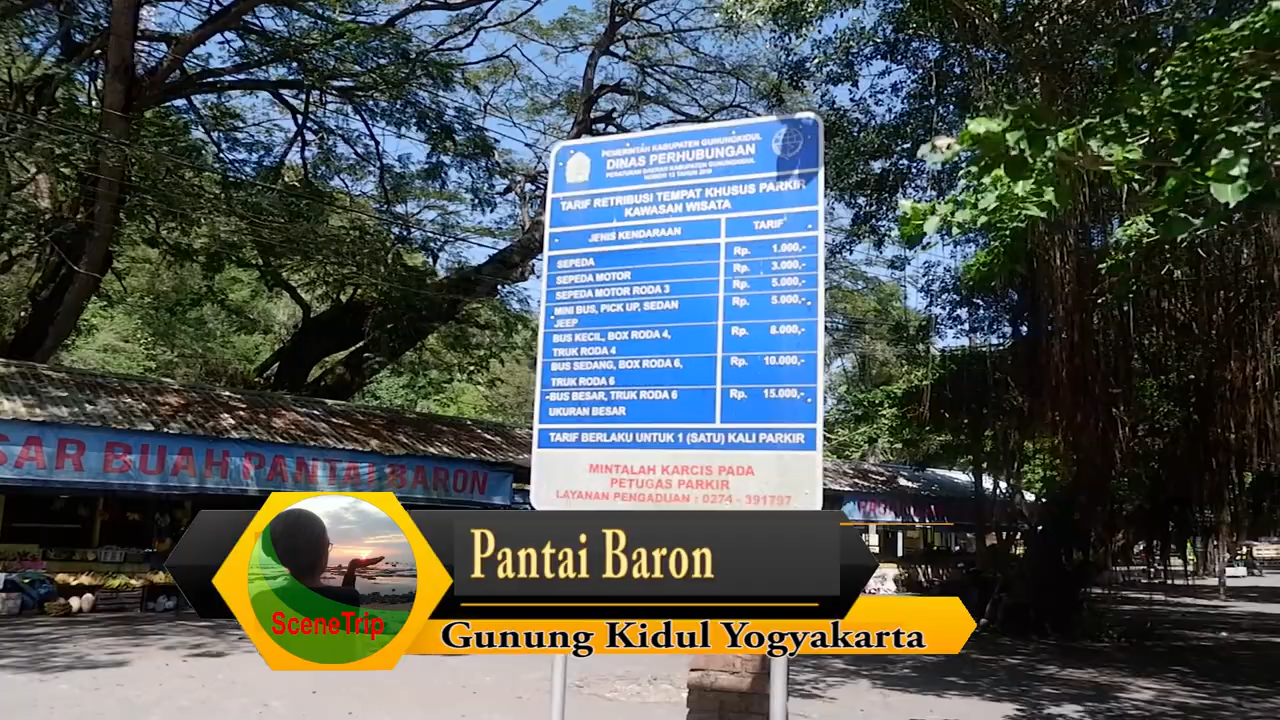 PEMERINTAH KABUPATEN GUNUNGKIDUL
DINAS PERHUBUNGAN
PERATURAN DAERAH KABUPATEN GUNUNGKIDUL
TARIF RETRIBUSI TEMPAT KHUSUS PARKIR
KAWASAN WISATA
JENIS KENDARAAN TARIF
SEPEDA Rp. 1.000,-
SEPEDA MOTOR Rp. 3.000,-
SEPEDA MOTOR RODA 3 Rp. 5.000,-
MINI BUS, PICK UP, SEDAN Rp. 5.000,-
JEEP
BUS KECIL, BOX RODA 4, Rp. 8.000,-
TRUK RODA 4
BUS SEDANG, BOX RODA 6, Rp. 10.000,-
TRUK RODA 6
BUS BESAR, TRUK RODA 6 Rp. 15.000,-
UKURAN BESAR
TARIF BERLAKU UNTUK 1 (SATU) KALI PARKIR
MINTALAH KARCIS PADA
PETUGAS PARKIR
LAYANAN PENGADUAN : 0274 - 391797
SAR BUAH PANTAI BARON
Pantai Baron
SceneTrip
Gunung Kidul Yogyakarta